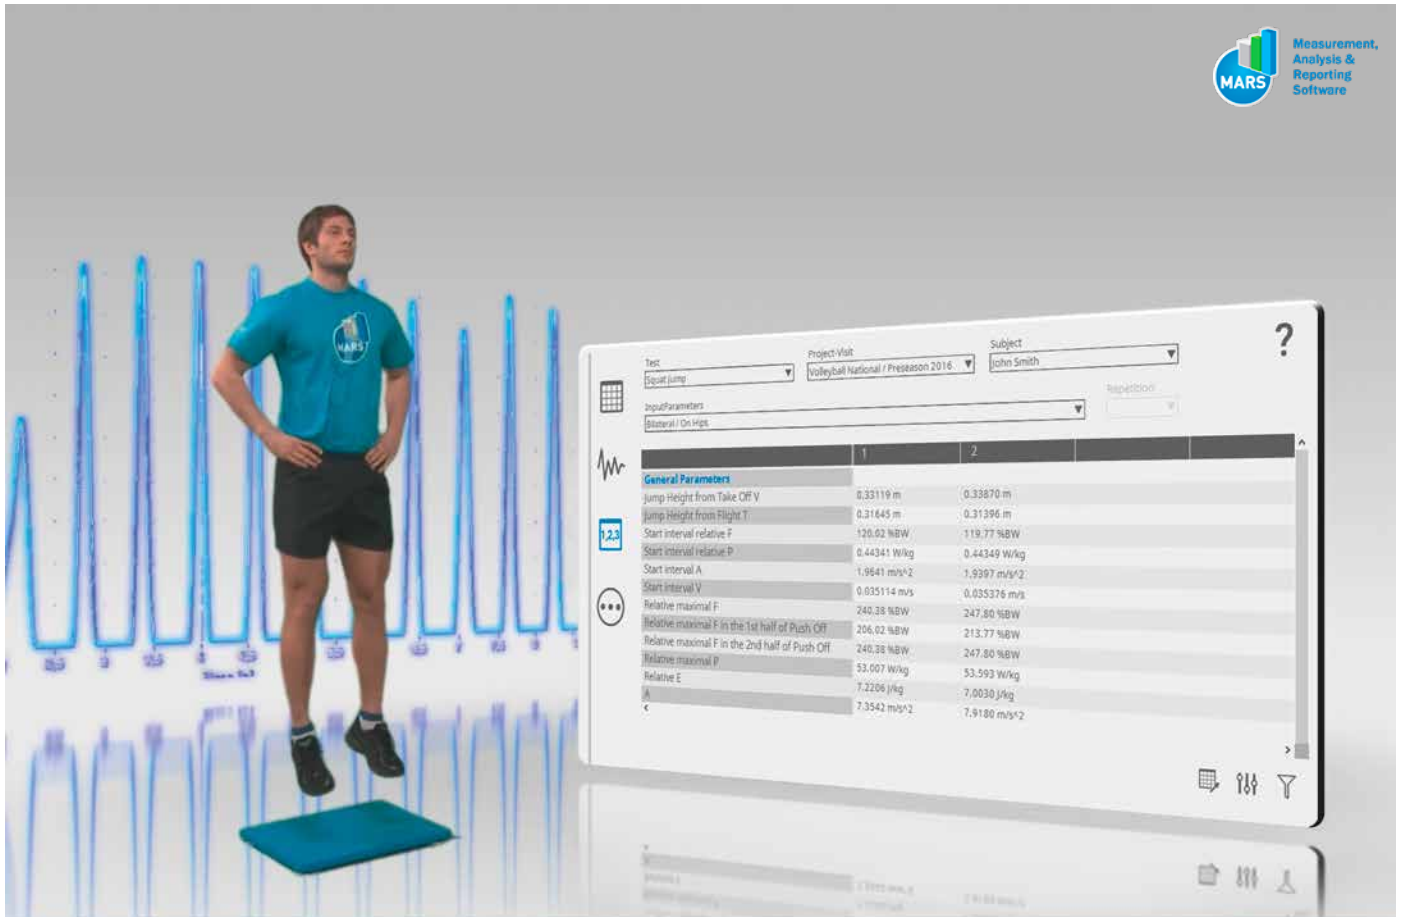 Measurement,
Analysis &
Reporting
Software
MARS
MARS
?
Test
Squat Jump
Project-Visit
Volleyball National / Preseason 2016
Subject
John Smith
InputParameters
Bilateral / On Hips
Repetition
1 2
General Parameters
Jump Height from Take Off V 0.33119 m 0.33870 m
Jump Height from Flight T 0.31645 m 0.31396 m
Start interval relative F 120.02 %BW 119.77 %BW
Start interval relative P 0.44341 W/kg 0.44349 W/kg
Start interval A 1.9641 m/s^2 1.9397 m/s^2
Start interval V 0.035114 m/s 0.035376 m/s
Relative maximal F 240.38 %BW 247.80 %BW
Relative maximal F in the 1st half of Push Off 206.02 %BW 213.77 %BW
Relative maximal F in the 2nd half of Push Off 240.38 %BW 247.80 %BW
Relative maximal P 53.007 W/kg 53.593 W/kg
Relative E 7.2206 J/kg 7.0030 J/kg
A 7.3542 m/s^2 7.9180 m/s^2
1,2,3